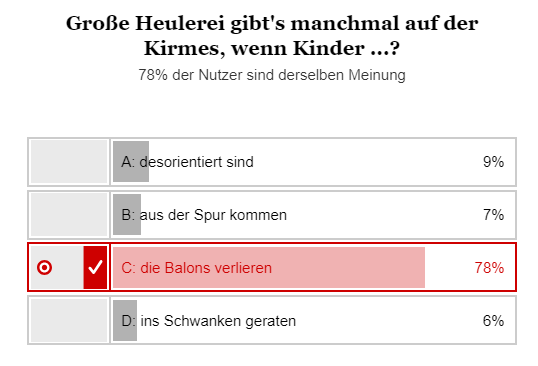 Große Heulerei gibt's manchmal auf der
Kirmes, wenn Kinder ...?
78% der Nutzer sind derselben Meinung
A: desorientiert sind 9%
B: aus der Spur kommen 7%
C: die Balons verlieren 78%
D: ins Schwanken geraten 6%